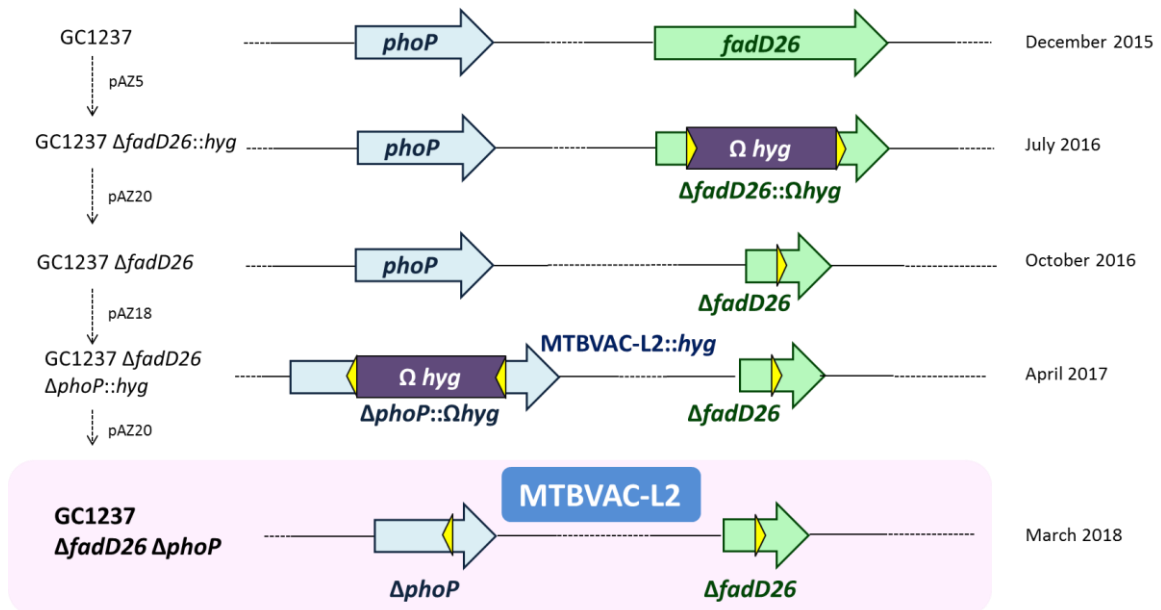 GC1237
phoP
fadD26
December 2015
pAZ5
GC1237 ΔfadD26::hyg
phoP
Ω hyg
July 2016
ΔfadD26::Ωhyg
pAZ20
GC1237 ΔfadD26
phoP
October 2016
ΔfadD26
pAZ18
MTBVAC-L2::hyg
GC1237 ΔfadD26
ΔphoP::hyg
Ω hyg
April 2017
ΔphoP::Ωhyg
ΔfadD26
pAZ20
MTBVAC-L2
GC1237
ΔfadD26 ΔphoP
March 2018
ΔphoP
ΔfadD26